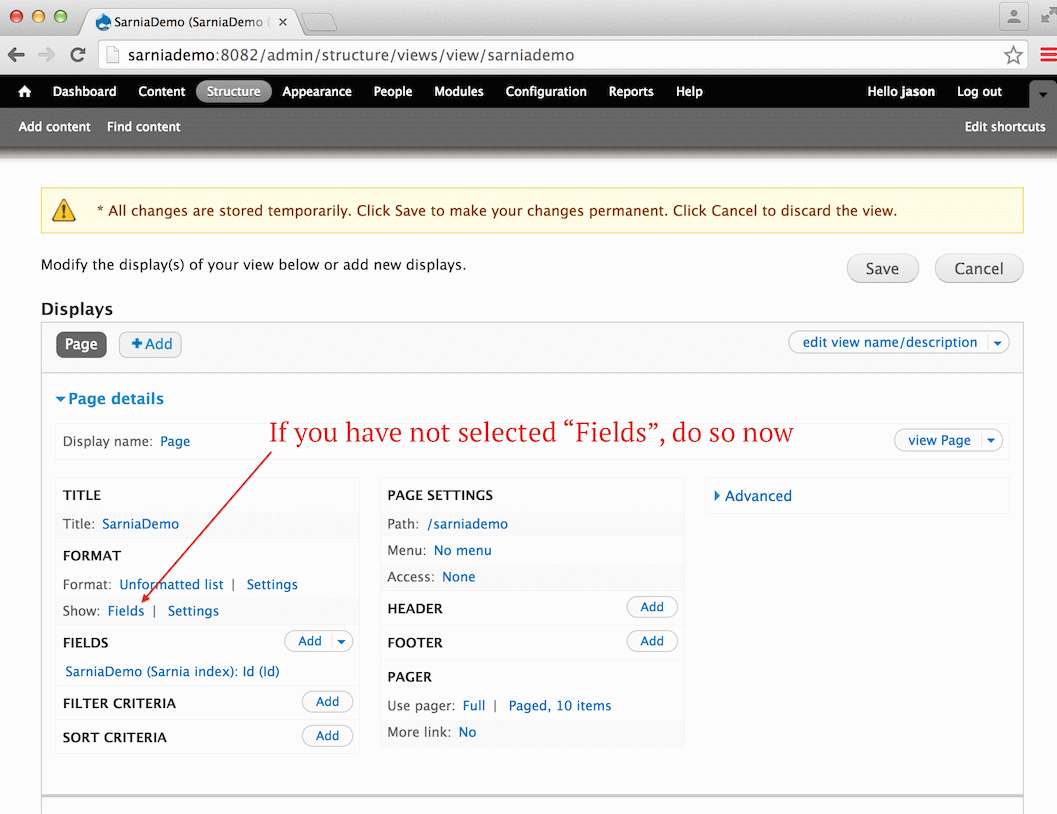 SarniaDemo (SarniaDemo (
sarniademo:8082/admin/structure/views/view/sarniademo
Dashboard Content Structure Appearance People Modules Configuration Reports Help Hello jason Log out
Add content Find content Edit shortcuts
* All changes are stored temporarily. Click Save to make your changes permanent. Click Cancel to discard the view.
Modify the display(s) of your view below or add new displays.
Save Cancel
Displays
Page +Add edit view name/description
Page details
If you have not selected “Fields”, do so now
Display name: Page view Page
TITLE
Title: SarniaDemo
FORMAT
Format: Unformatted list | Settings
Show: Fields | Settings
FIELDS Add
SarniaDemo (Sarnia index): Id (Id)
FILTER CRITERIA Add
SORT CRITERIA Add
PAGE SETTINGS
Path: /sarniademo
Menu: No menu
Access: None
HEADER Add
FOOTER Add
PAGER
Use pager: Full | Paged, 10 items
More link: No
Advanced